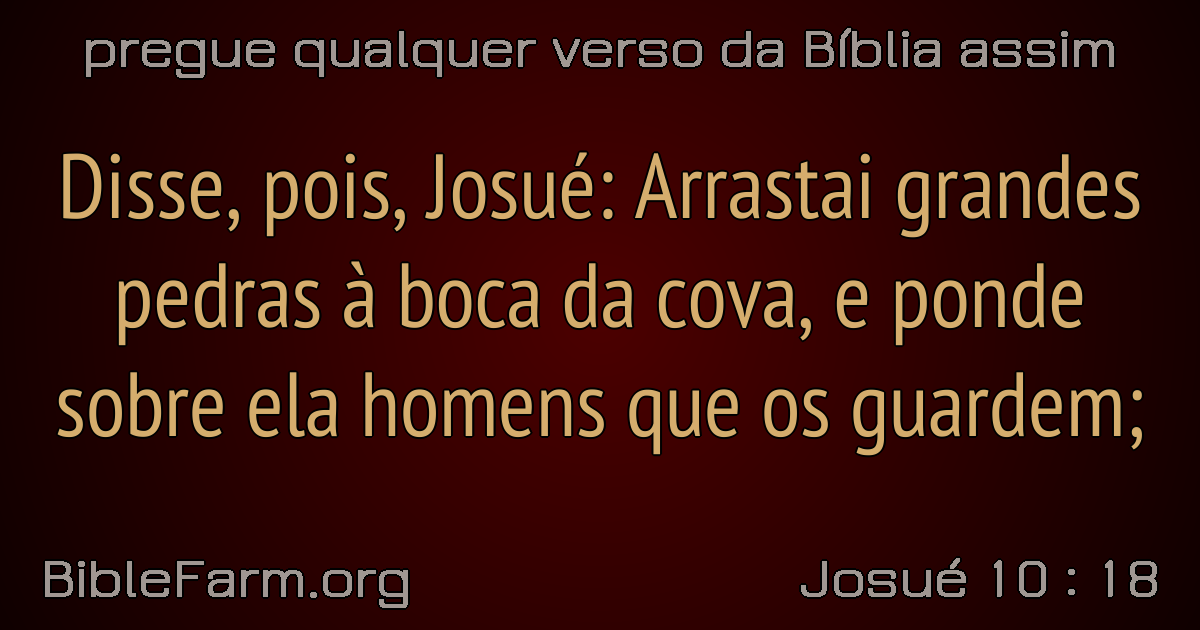 pregue qualquer verso da Bíblia assim
Disse, pois, Josué: Arrastai grandes
pedras à boca da cova, e ponde
sobre ela homens que os guardem;
BibleFarm.org
Josué 10 : 18